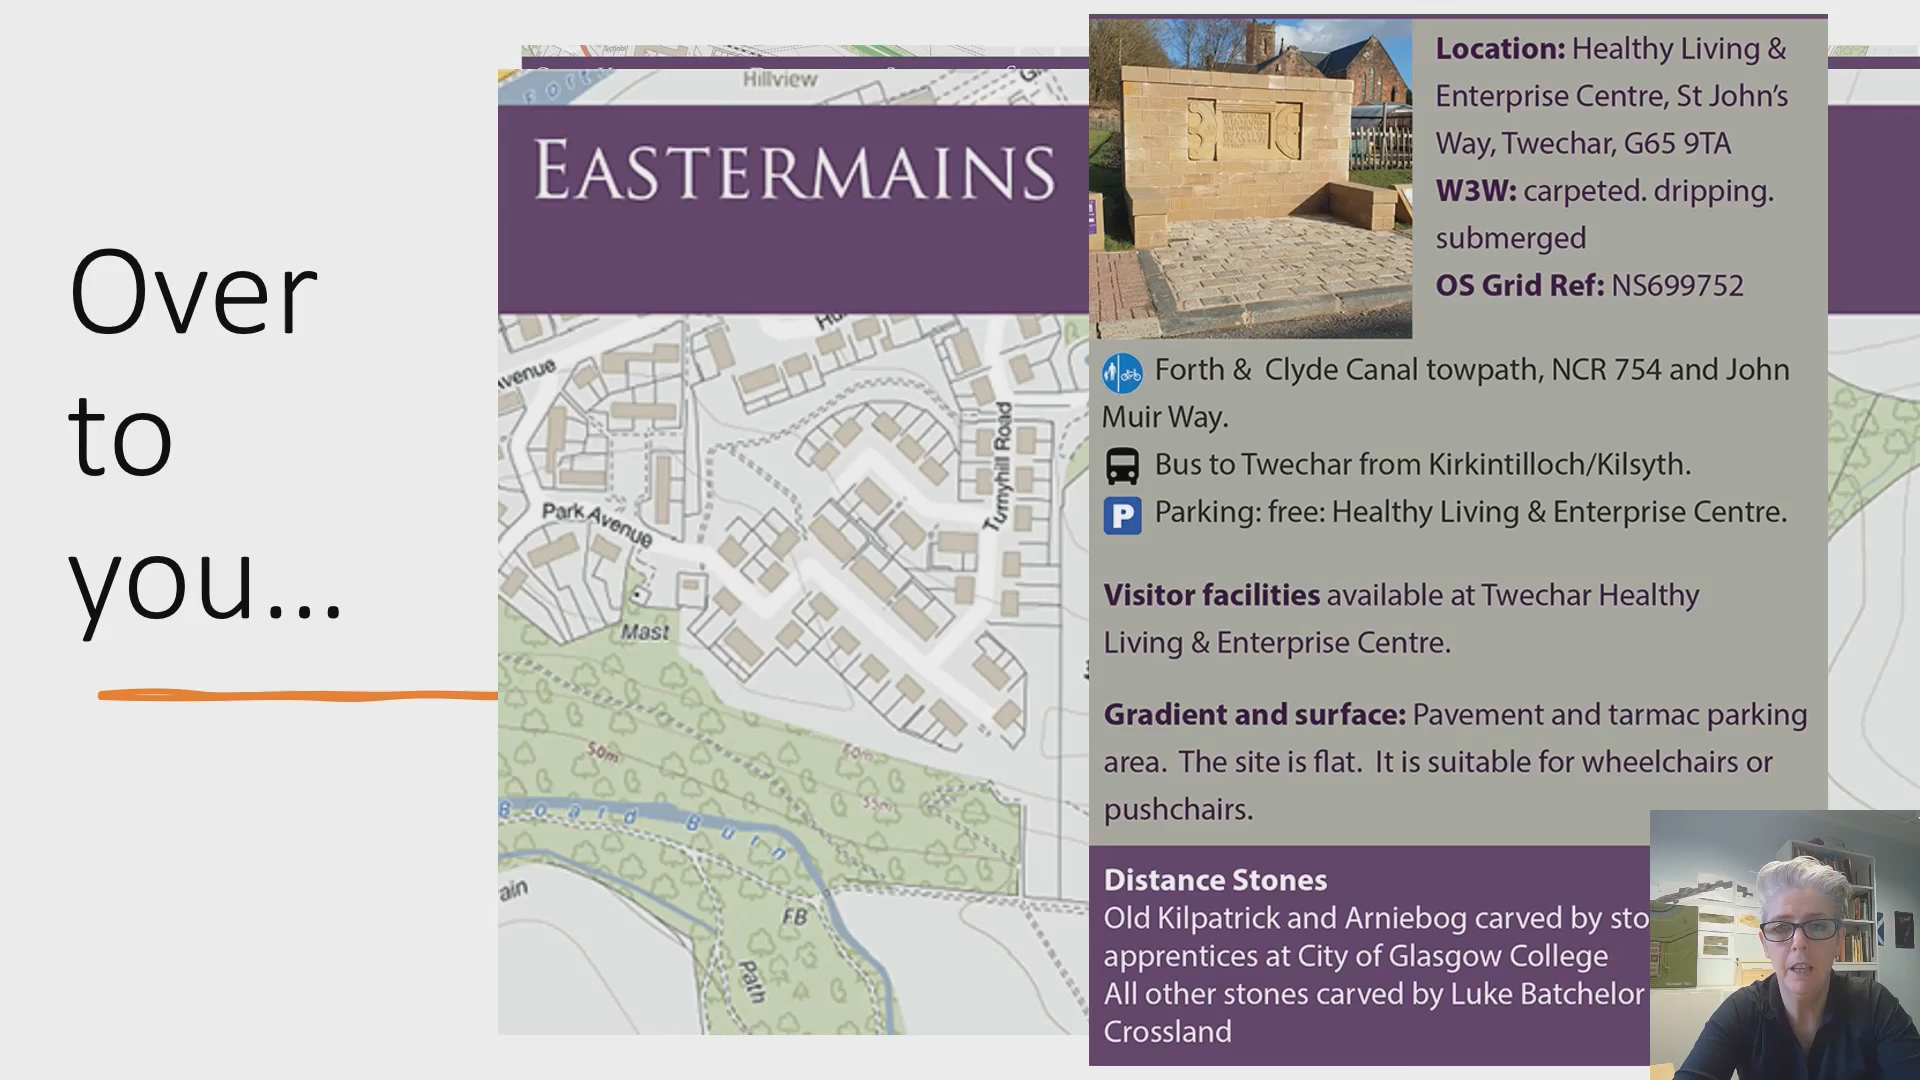 Over
to
you...
School
Hillview
Fort
EASTERMAINS
Avenue
Park Avenue
Turnyhill Road
Mast
50m
60m
55m
Board Burn
FB
Path
Location: Healthy Living &
Enterprise Centre, St John's
Way, Twechar, G65 9TA
W3W: carpeted. dripping.
submerged
OS Grid Ref: NS699752
Forth & Clyde Canal towpath, NCR 754 and John
Muir Way.
Bus to Twechar from Kirkintilloch/Kilsyth.
P Parking: free: Healthy Living & Enterprise Centre.
Visitor facilities available at Twechar Healthy
Living & Enterprise Centre.
Gradient and surface: Pavement and tarmac parking
area. The site is flat. It is suitable for wheelchairs or
pushchairs.
Distance Stones
Old Kilpatrick and Arniebog carved by sto
apprentices at City of Glasgow College
All other stones carved by Luke Batchelor
Crossland